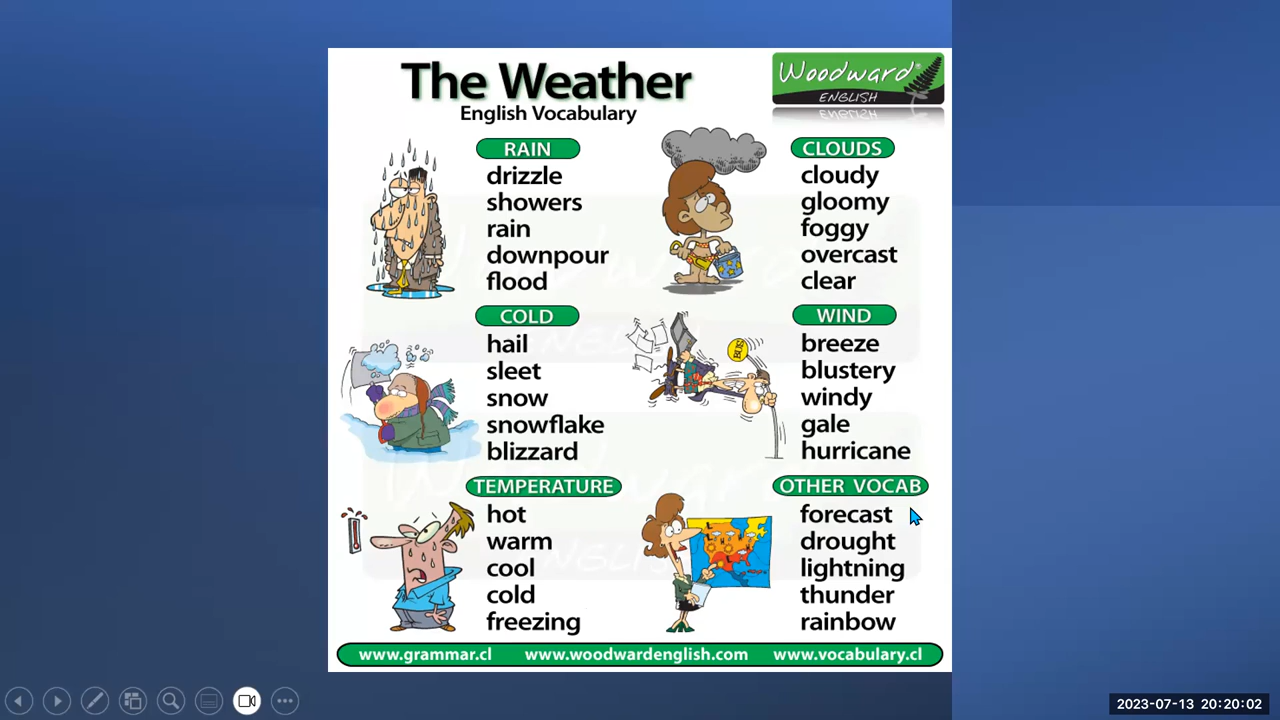 The Weather
English Vocabulary
Woodward®
ENGLISH
RAIN
drizzle
showers
rain
downpour
flood
CLOUDS
cloudy
gloomy
foggy
overcast
clear
COLD
hail
sleet
snow
snowflake
blizzard
BUS
WIND
breeze
blustery
windy
gale
hurricane
TEMPERATURE
hot
warm
cool
cold
freezing
OTHER VOCAB
forecast
drought
lightning
thunder
rainbow
www.grammar.cl www.woodwardenglish.com www.vocabulary.cl
2023-07-13 20:20:02